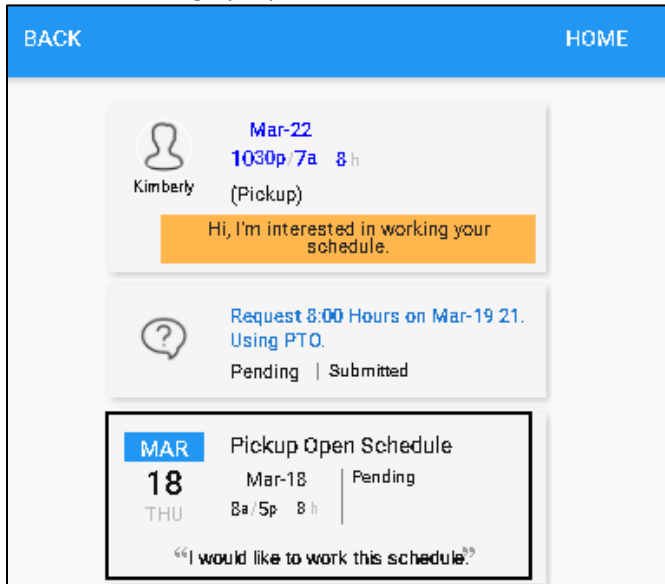 BACK HOME
Mar-22
1030p/7a 8 h
Kimberly
(Pickup)
Hi, I'm interested in working your
schedule.
Request 8:00 Hours on Mar-19 21.
Using PTO.
Pending | Submitted
MAR
18
THU
Pickup Open Schedule
Mar-18
8a/5p 8 h
Pending
“I would like to work this schedule.”